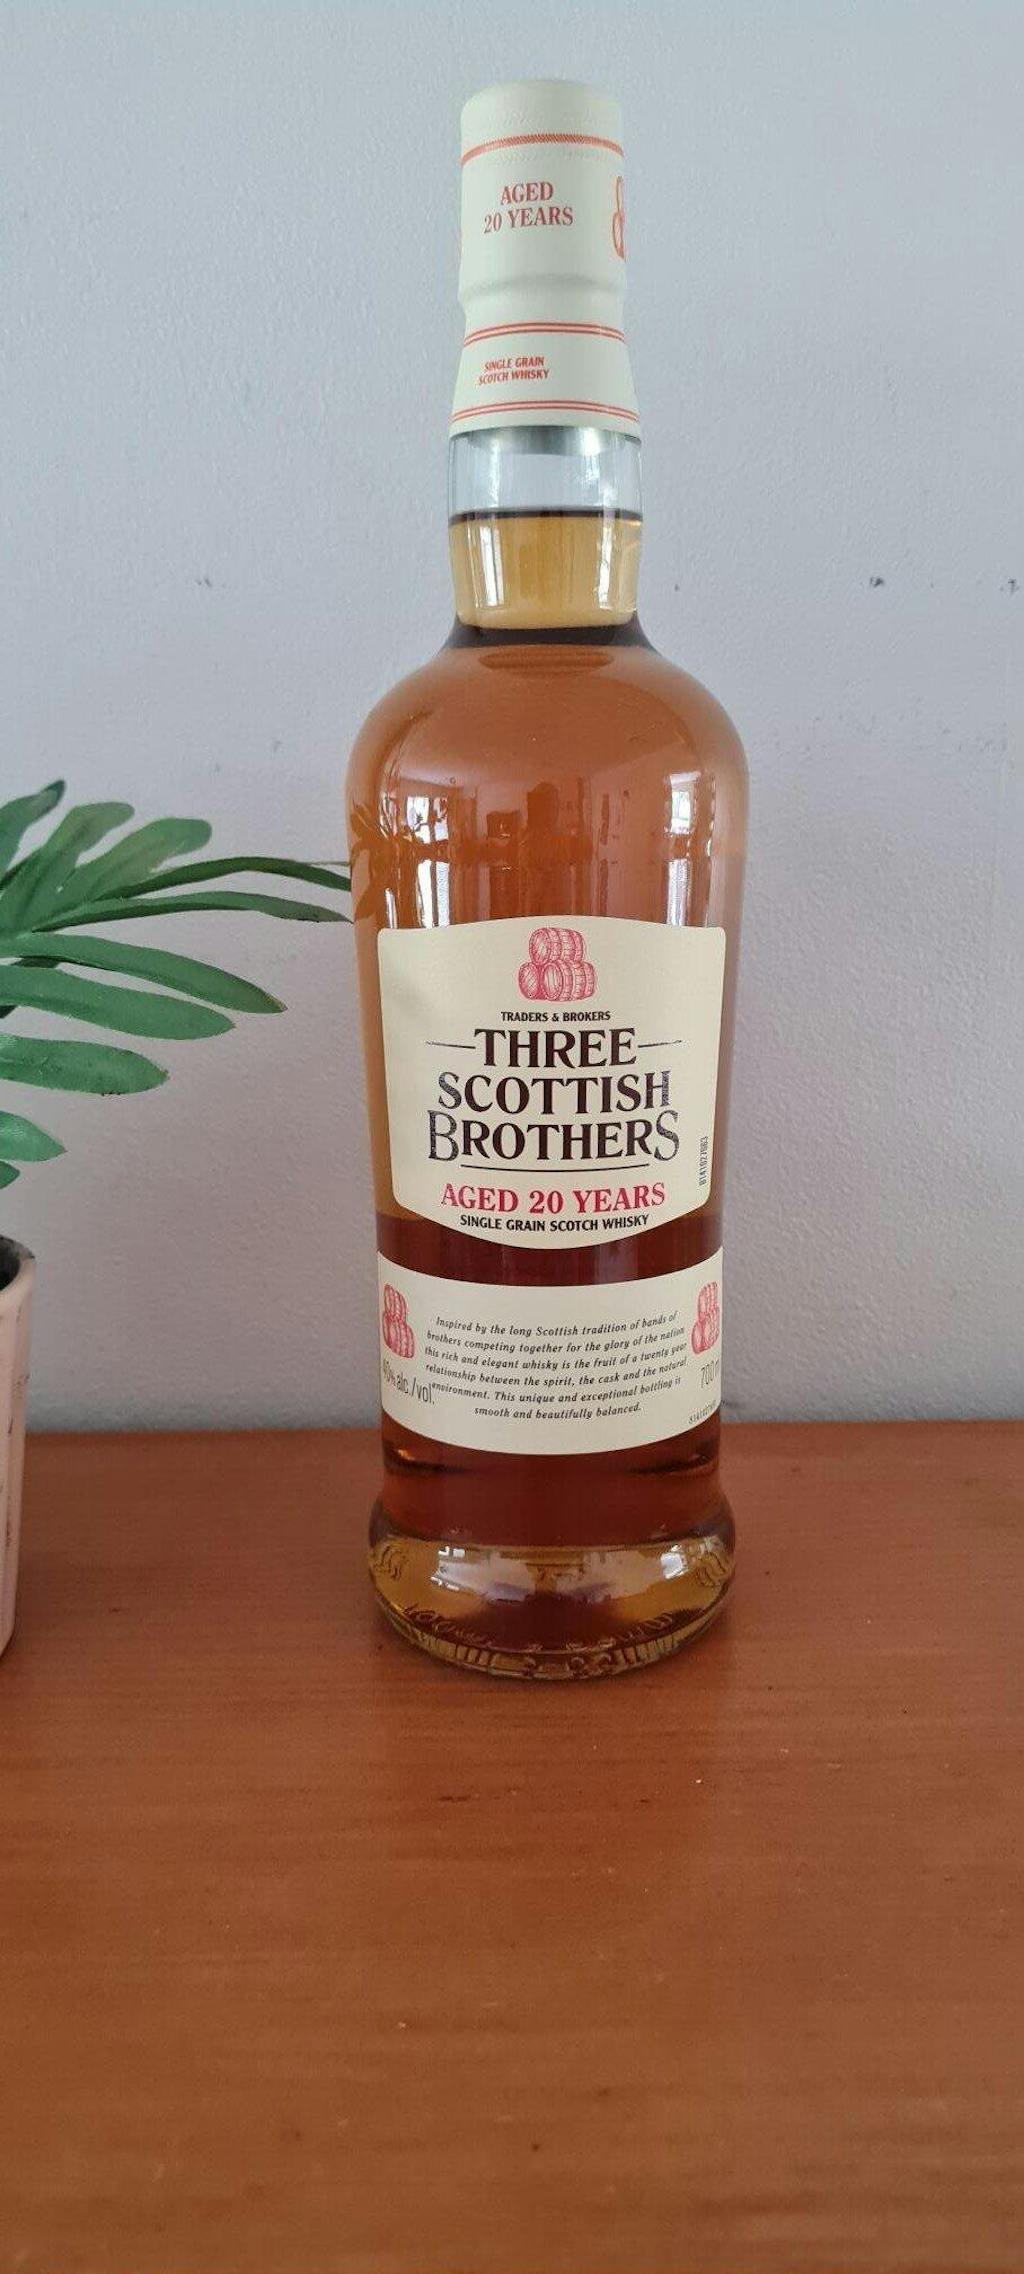 AGED
20 YEARS
SINGLE GRAIN
SCOTCH WHISKY
TRADERS & BROKERS
THREE
SCOTTISH
BROTHERS
AGED 20 YEARS
SINGLE GRAIN SCOTCH WHISKY
Inspired by the long Scottish tradition of bands of
brothers competing together for the glory of the nation
this rich and elegant whisky is the fruit of a twenty year
relationship between the spirit, the cask and the natural
environment. This unique and exceptional bottling is
smooth and beautifully balanced.
40% alc./vol.
700